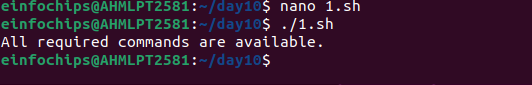 einfochips@AHMLPT2581:~/day10$ nano 1.sh
einfochips@AHMLPT2581:~/day10$ ./1.sh
All required commands are available.
einfochips@AHMLPT2581:~/day10$